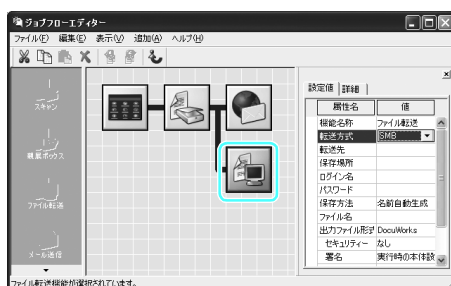 ジョブフローエディター
ファイル(F) 編集(E) 表示(V) 追加(A) ヘルプ(H)
スキャン
親展ボックス
ファイル転送
メール送信
設定値 詳細
属性名 値
機能名称 ファイル転送
転送方式 SMB
転送先
保存場所
ログイン名
パスワード
保存方法 名前自動生成
ファイル名
出力ファイル形式 DocuWorks
セキュリティー なし
署名 実行時の本体設
ファイル転送機能が選択されています。